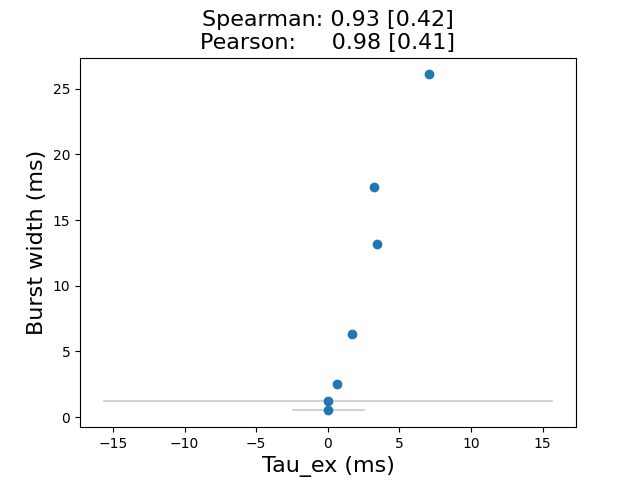 Spearman: 0.93 [0.42]
Pearson: 0.98 [0.41]
25
20
15
10
5
0
Burst width (ms)
−15 −10 −5 0 5 10 15
Tau_ex (ms)